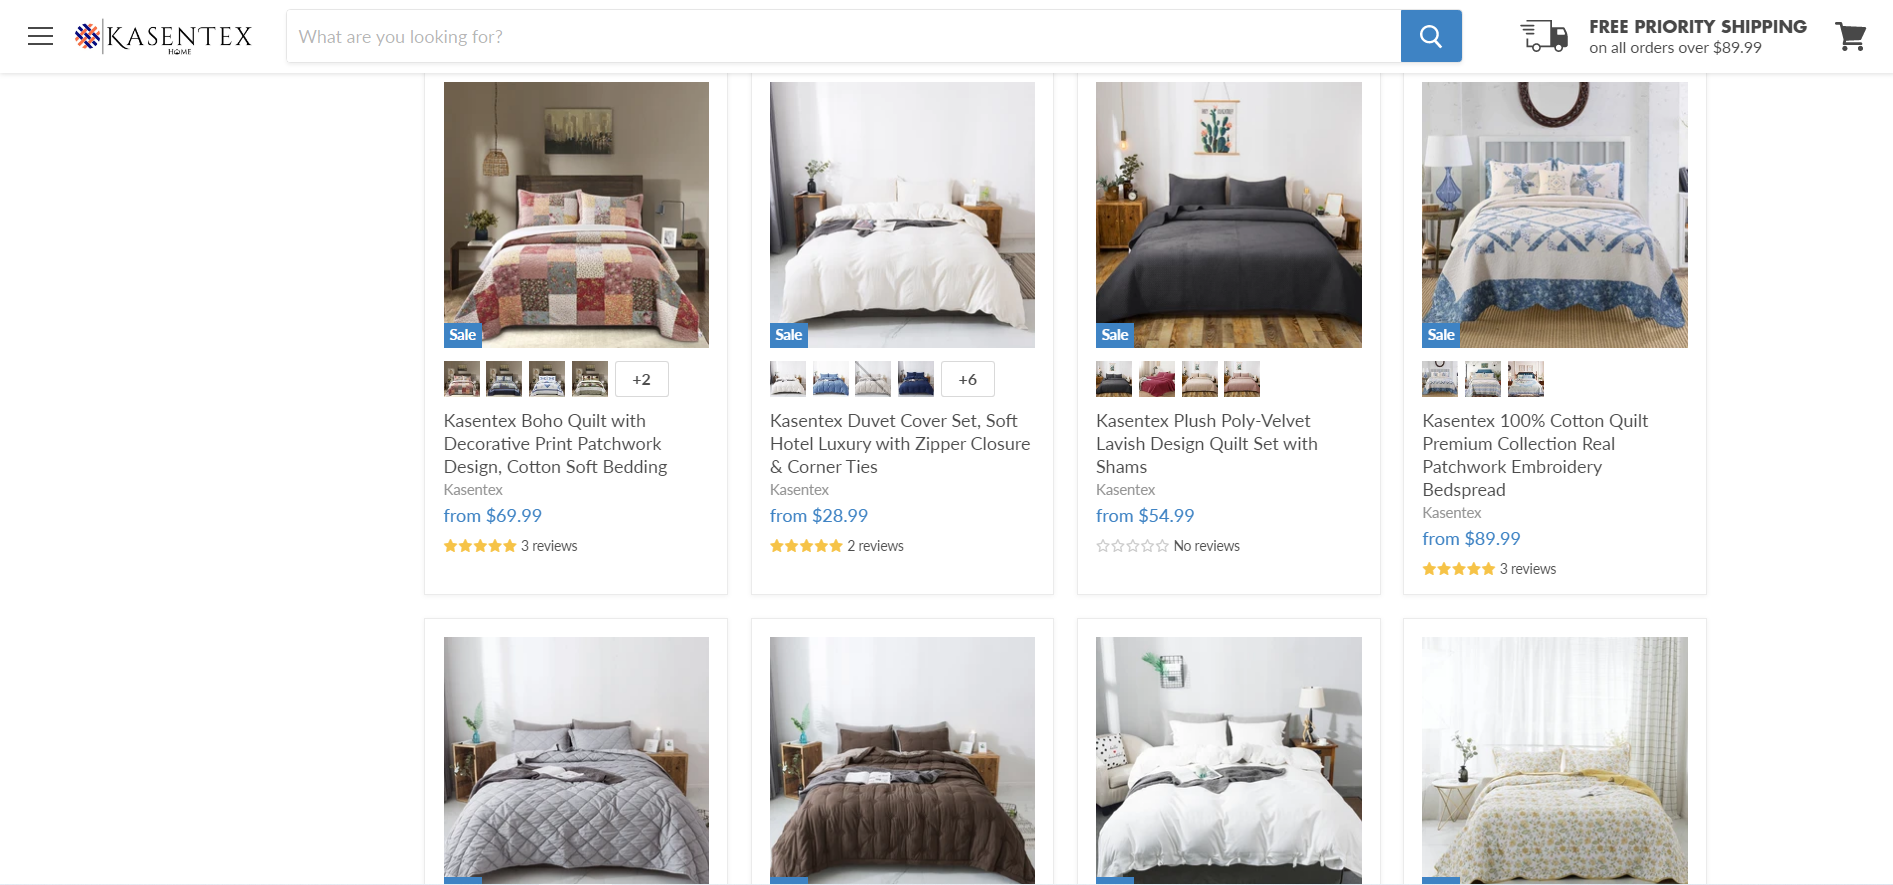 KASENTEX
HOME
What are you looking for?
FREE PRIORITY SHIPPING
on all orders over $89.99
Sale
Sale
Sale
Sale
+2
+6
Kasentex Boho Quilt with
Decorative Print Patchwork
Design, Cotton Soft Bedding
Kasentex
from $69.99
3 reviews
Kasentex Duvet Cover Set, Soft
Hotel Luxury with Zipper Closure
& Corner Ties
Kasentex
from $28.99
2 reviews
Kasentex Plush Poly-Velvet
Lavish Design Quilt Set with
Shams
Kasentex
from $54.99
No reviews
Kasentex 100% Cotton Quilt
Premium Collection Real
Patchwork Embroidery
Bedspread
Kasentex
from $89.99
3 reviews